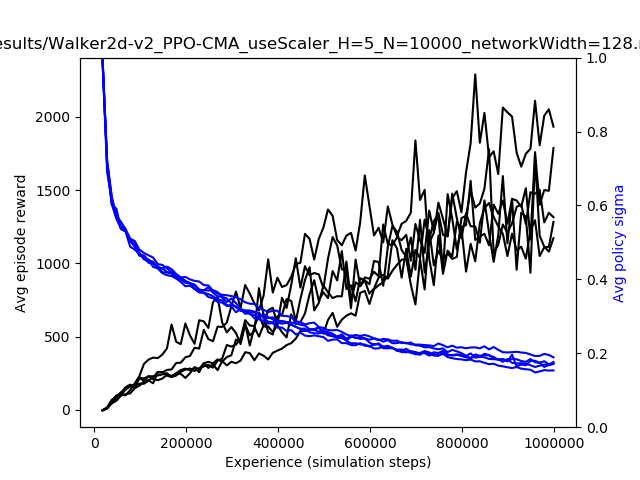 esults/Walker2d-v2_PPO-CMA_useScaler_H=5_N=10000_networkWidth=128.
Avg episode reward
2000
1500
1000
500
0
1.0
0.8
0.6
0.4
0.2
0.0
Avg policy sigma
0 200000 400000 600000 800000 1000000
Experience (simulation steps)